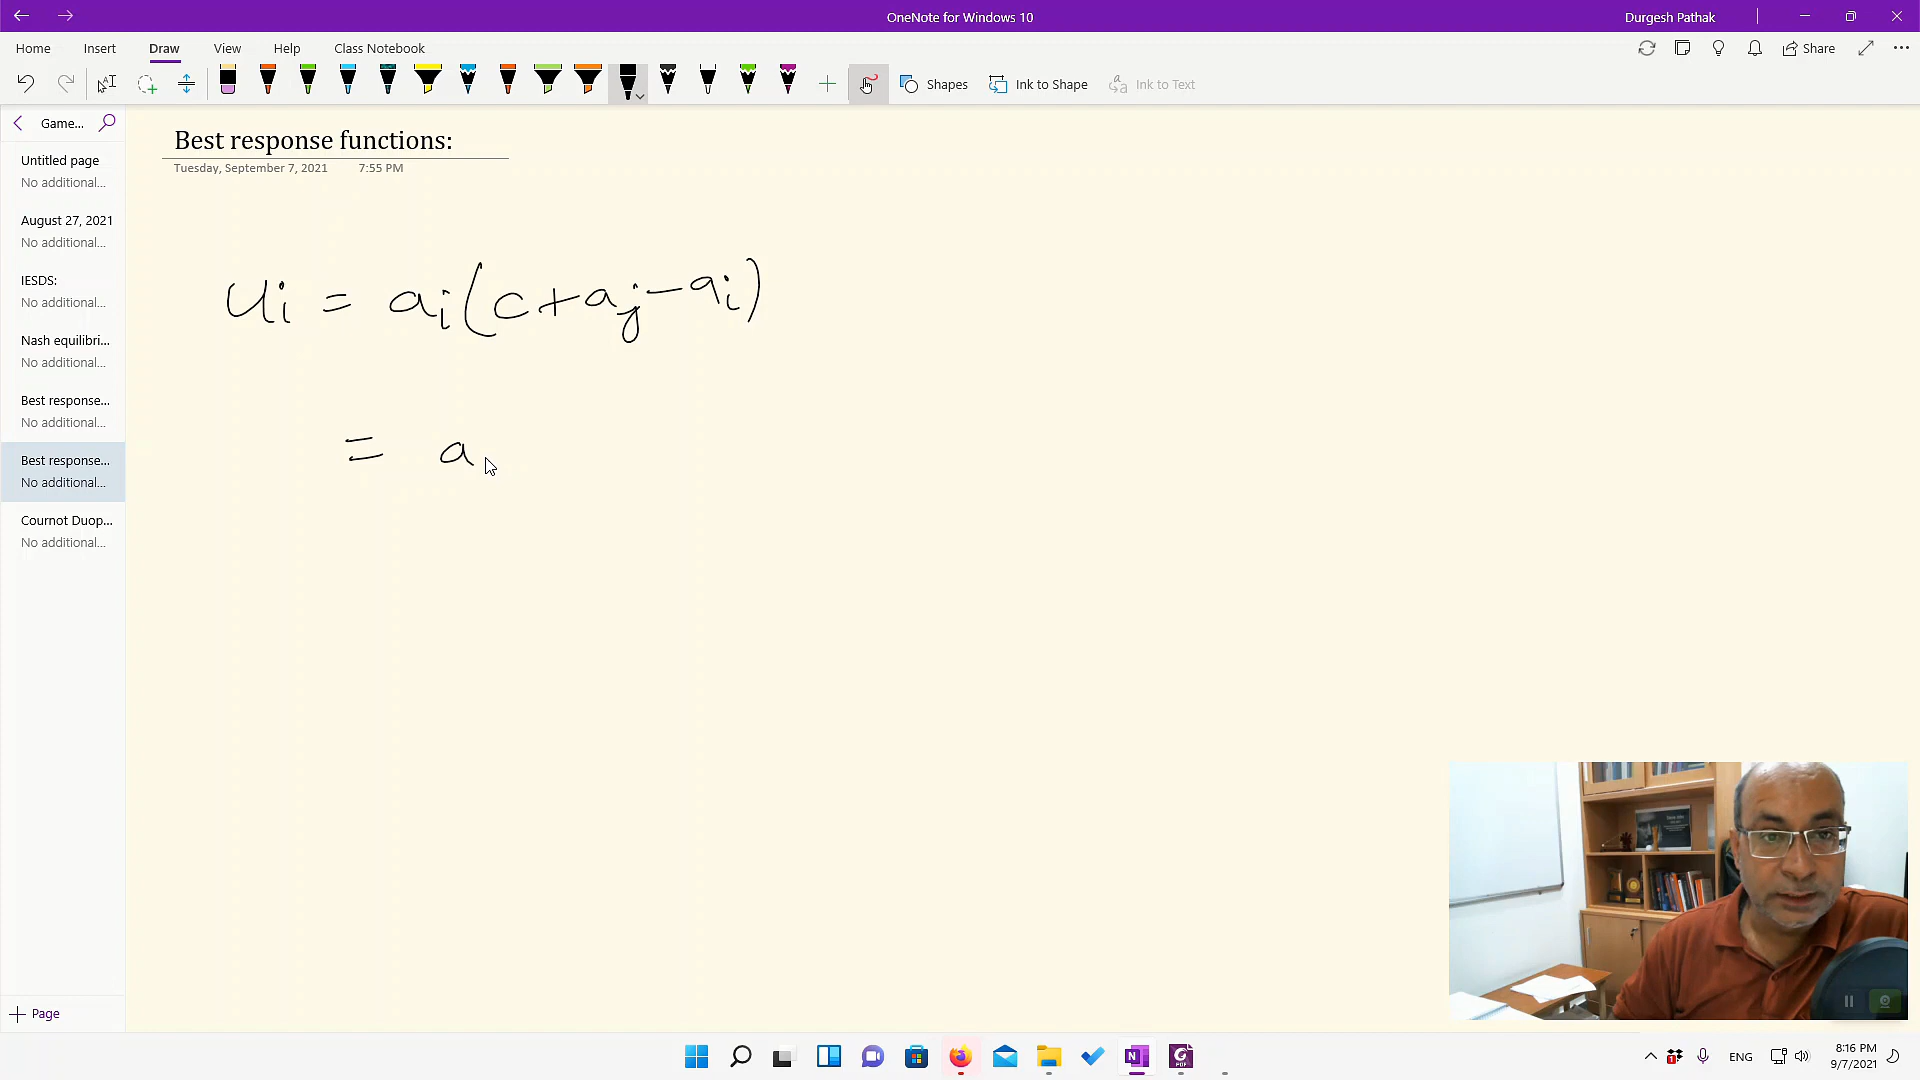 OneNote for Windows 10
Durgesh Pathak
Home Insert Draw View Help Class Notebook
Share
Shapes Ink to Shape Ink to Text
Game...
Untitled page
No additional...
August 27, 2021
No additional...
IESDS:
No additional...
Nash equilibri...
No additional...
Best response...
No additional...
Best response...
No additional...
Cournot Duop...
No additional...
Page
Best response functions:
Tuesday, September 7, 2021 7:55 PM
ui = ai(c+aj-ai)
= a
ENG
8:16 PM
9/7/2021